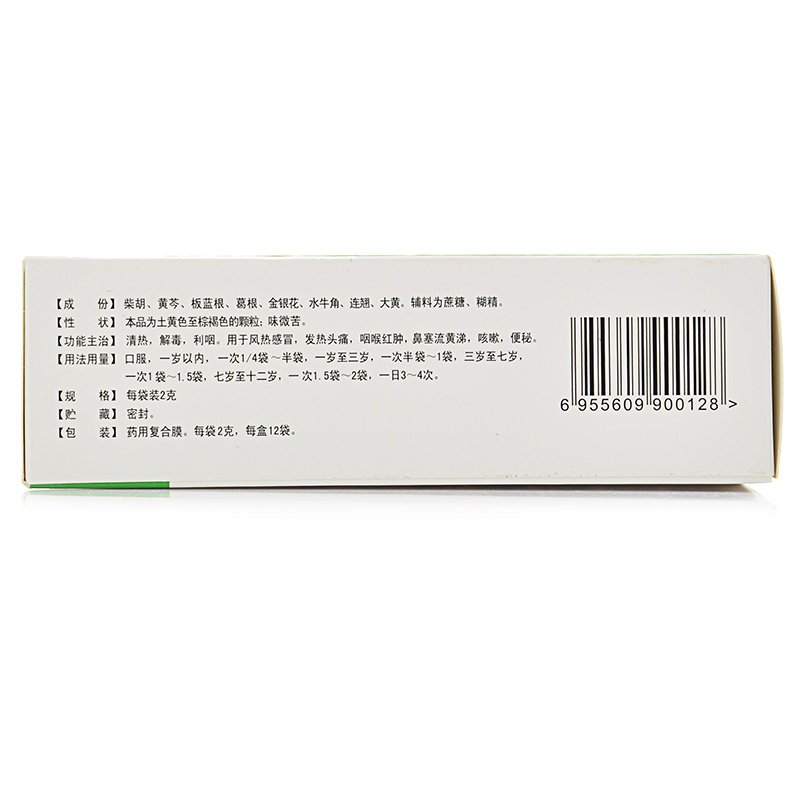 【成　份】柴胡、黄芩、板蓝根、葛根、金银花、水牛角、连翘、大黄。辅料为蔗糖、糊精。
【性　状】本品为土黄色至棕褐色的颗粒；味微苦。
【功能主治】清热，解毒，利咽。用于风热感冒，发热头痛，咽喉红肿，鼻塞流黄涕，咳嗽，便秘。
【用法用量】口服，一岁以内，一次1/4袋～半袋，一岁至三岁，一次半袋～1袋，三岁至七岁，
一次1袋～1.5袋，七岁至十二岁，一次1.5袋～2袋，一日3～4次。
【规　格】每袋装2克
【贮　藏】密封。
【包　装】药用复合膜。每袋2克，每盒12袋。
6 955609 900128 >